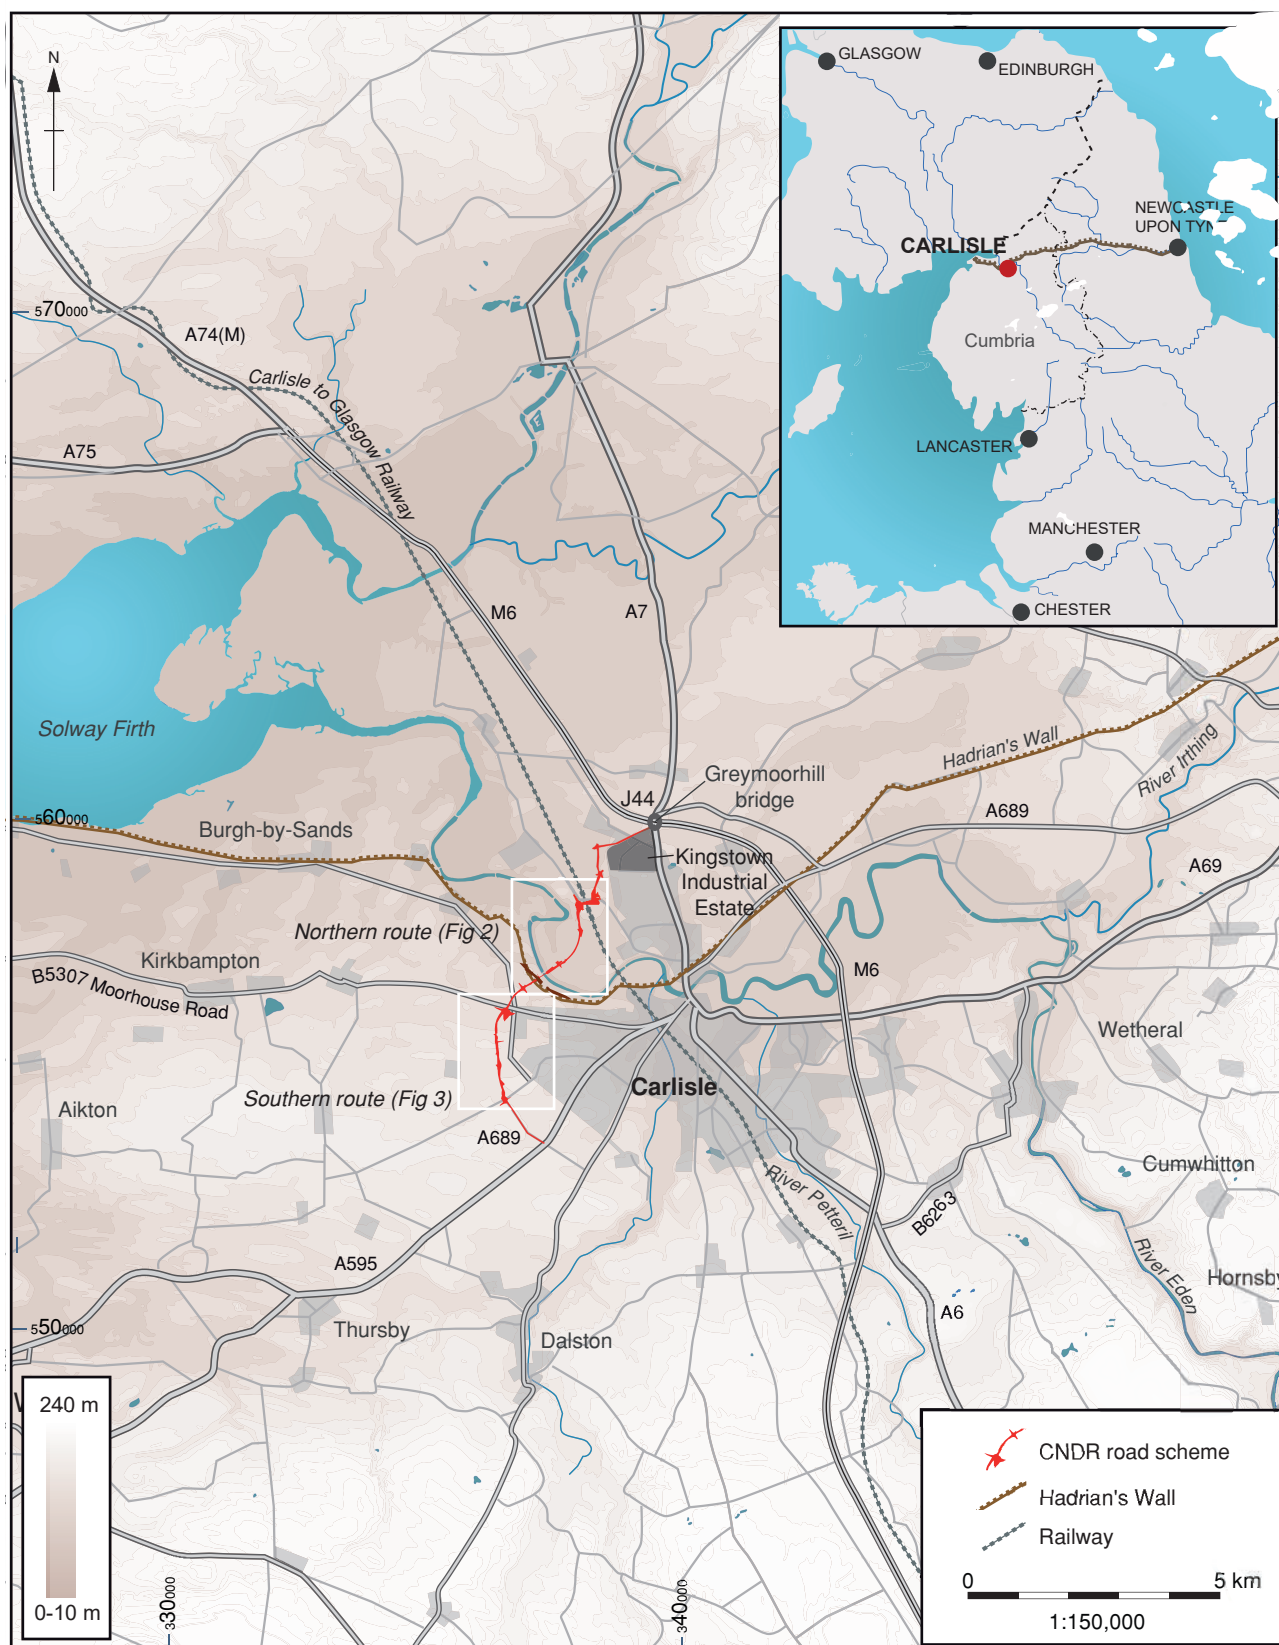 N
GLASGOW
EDINBURGH
NEWCASTLE
UPON TYNE
CARLISLE
Cumbria
LANCASTER
MANCHESTER
CHESTER
570000
A74(M)
Carlisle to Glasgow Railway
A75
M6
A7
Solway Firth
Hadrian's Wall
River Irthing
Greymoorhill
bridge
J44
560000
Burgh-by-Sands
A689
Kingstown
Industrial
Estate
A69
Northern route (Fig 2)
Kirkbampton
B5307 Moorhouse Road
M6
Wetheral
Carlisle
Southern route (Fig 3)
Aikton
A689
Cumwhitton
River Petteril
B6263
River Eden
A595
Hornsby
A6
550000
Thursby
Dalston
240 m
0-10 m
330000
340000
CNDR road scheme
Hadrian's Wall
Railway
0 5 km
1:150,000